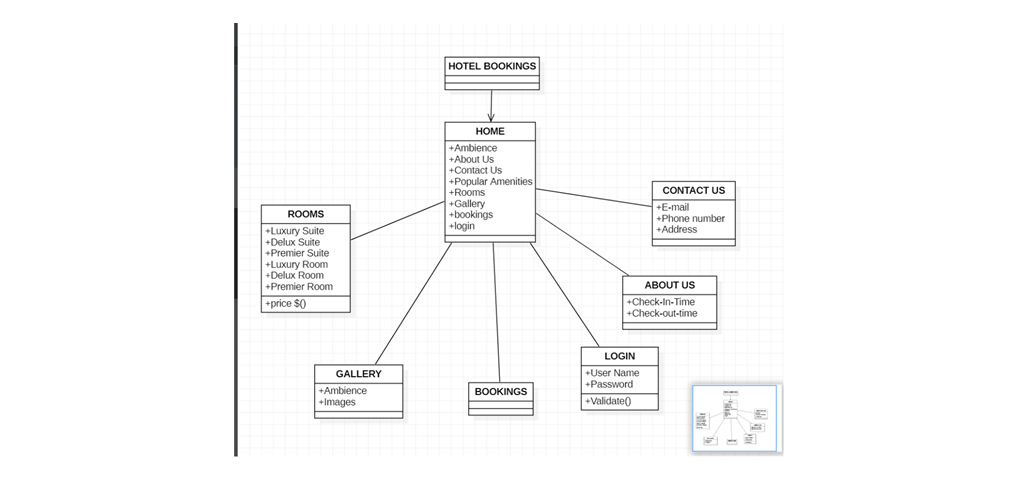 HOTEL BOOKINGS
HOME
+Ambience
+About Us
+Contact Us
+Popular Amenities
+Rooms
+Gallery
+bookings
+login
CONTACT US
+E-mail
+Phone number
+Address
ROOMS
+Luxury Suite
+Delux Suite
+Premier Suite
+Luxury Room
+Delux Room
+Premier Room
+price $()
ABOUT US
+Check-In-Time
+Check-out-time
LOGIN
+User Name
+Password
+Validate()
GALLERY
+Ambience
+Images
BOOKINGS